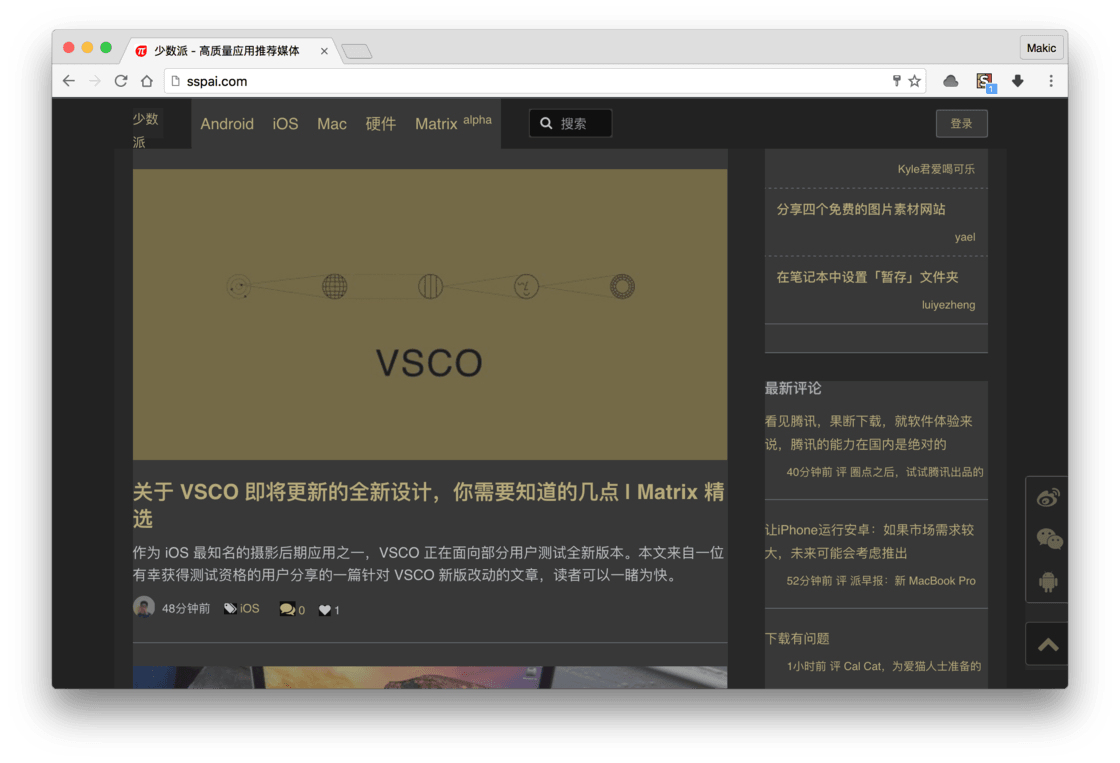 少数派 - 高质量应用推荐媒体
Makic
sspai.com
1
少数
派
Android
iOS
Mac
硬件
Matrix alpha
搜索
登录
VSCO
关于 VSCO 即将更新的全新设计，你需要知道的几点 | Matrix 精
选
作为 iOS 最知名的摄影后期应用之一，VSCO 正在面向部分用户测试全新版本。本文来自一位
有幸获得测试资格的用户分享的一篇针对 VSCO 新版改动的文章，读者可以一睹为快。
48分钟前
iOS
0
1
Kyle君爱喝可乐
分享四个免费的图片素材网站
yael
在笔记本中设置「暂存」文件夹
luiyezheng
最新评论
看见腾讯，果断下载，就软件体验来
说，腾讯的能力在国内是绝对的
40分钟前 评 圈点之后，试试腾讯出品的
让iPhone运行安卓：如果市场需求较
大，未来可能会考虑推出
52分钟前 评 派早报：新 MacBook Pro
下载有问题
1小时前 评 Cal Cat，为爱猫人士准备的